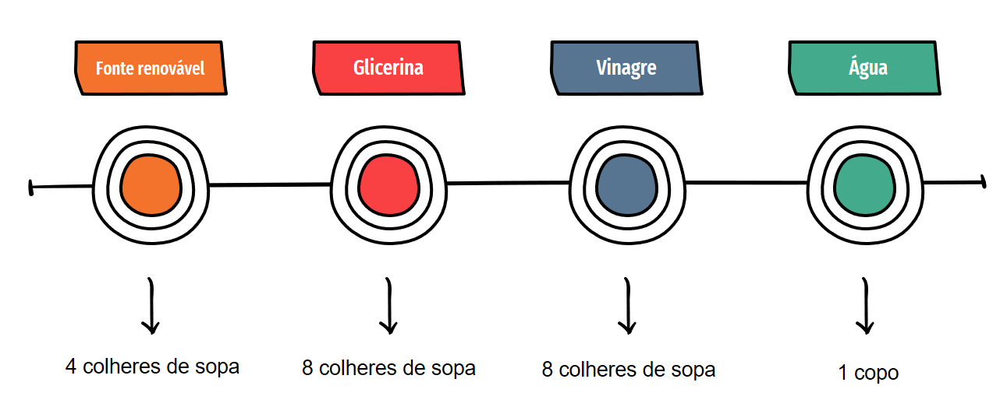 Fonte renovável
Glicerina
Vinagre
Água
4 colheres de sopa
8 colheres de sopa
8 colheres de sopa
1 copo